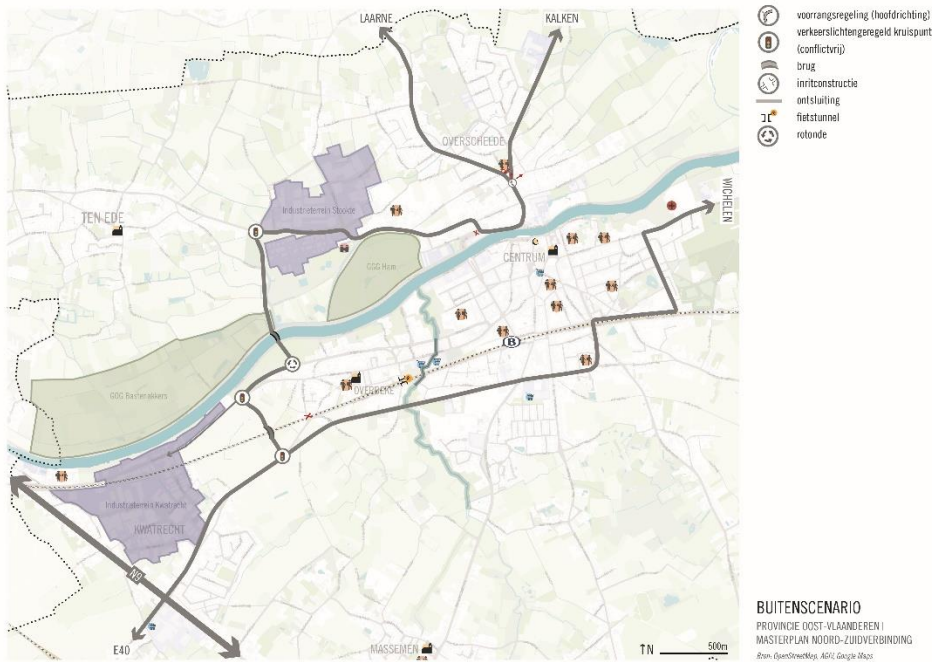 LAARNE
KALKEN
OVERSCHELDE
WICHELEN
TEN EDE
Industrieterrein Stookte
CENTRUM
GGG Ham
B
OVERBEKE
GGG Bastenakkers
Industrieterrein Kwatrecht
KWATRECHT
N9
E40
MASSEMEN
N
500m
voorrangsregeling (hoofdrichting)
verkeerslichtengeregeld kruispunt
(conflictvrij)
brug
inritconstructie
ontsluiting
fietstunnel
rotonde
BUITENSCENARIO
PROVINCIE OOST-VLAANDEREN |
MASTERPLAN NOORD-ZUIDVERBINDING
Bron: OpenStreetMap, AGIV, Google Maps